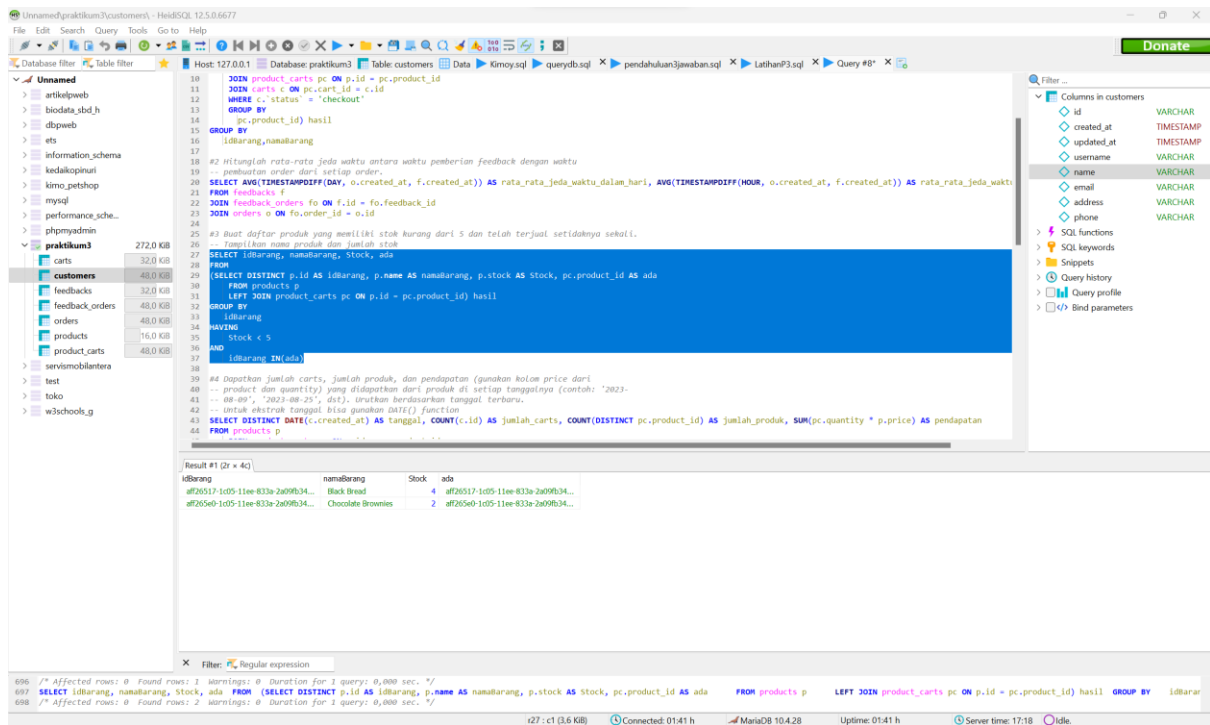 Unnamed\praktikum3\customers\ - HeidiSQL 12.5.0.6677
File Edit Search Query Tools Go to Help
Donate
Database filter Table filter
Host: 127.0.0.1 Database: praktikum3 Table: customers Data Kimoy.sql querydb.sql pendahuluan3jawaban.sql LatihanP3.sql Query #8*
Unnamed
artikelpweb
biodata_sbd_h
dbpweb
ets
information_schema
kedaikopinuri
kimo_petshop
mysql
performance_sche...
phpmyadmin
praktikum3 272,0 KiB
carts 32,0 KiB
customers 48,0 KiB
feedbacks 32,0 KiB
feedback_orders 48,0 KiB
orders 48,0 KiB
products 16,0 KiB
product_carts 48,0 KiB
servismobilantera
test
toko
w3schools_g
10 JOIN product_carts pc ON p.id = pc.product_id
11 JOIN carts c ON pc.cart_id = c.id
12 WHERE c.`status` = 'checkout'
13 GROUP BY
14 pc.product_id) hasil
15 GROUP BY
16 idBarang,namaBarang
17
18 #2 Hitunglah rata-rata jeda waktu antara waktu pemberian feedback dengan waktu
19 -- pembuatan order dari setiap order.
20 SELECT AVG(TIMESTAMPDIFF(DAY, o.created_at, f.created_at)) AS rata_rata_jeda_waktu_dalam_hari, AVG(TIMESTAMPDIFF(HOUR, o.created_at, f.created_at)) AS rata_rata_jeda_waktu
21 FROM feedbacks f
22 JOIN feedback_orders fo ON f.id = fo.feedback_id
23 JOIN orders o ON fo.order_id = o.id
24
25 #3 Buat daftar produk yang memiliki stok kurang dari 5 dan telah terjual setidaknya sekali.
26 -- Tampilkan nama produk dan jumlah stok
27 SELECT idBarang, namaBarang, Stock, ada
28 FROM
29 (SELECT DISTINCT p.id AS idBarang, p.name AS namaBarang, p.stock AS Stock, pc.product_id AS ada
30 FROM products p
31 LEFT JOIN product_carts pc ON p.id = pc.product_id) hasil
32 GROUP BY
33 idBarang
34 HAVING
35 Stock < 5
36 AND
37 idBarang IN(ada)
38
39 #4 Dapatkan jumlah carts, jumlah produk, dan pendapatan (gunakan kolom price dari
40 -- product dan quantity) yang didapatkan dari produk di setiap tanggalnya (contoh: '2023-
41 -- 08-09', '2023-08-25', dst). Urutkan berdasarkan tanggal terbaru.
42 -- Untuk ekstrak tanggal bisa gunakan DATE() function
43 SELECT DISTINCT DATE(c.created_at) AS tanggal, COUNT(c.id) AS jumlah_carts, COUNT(DISTINCT pc.product_id) AS jumlah_produk, SUM(pc.quantity * p.price) AS pendapatan
44 FROM products p
Filter ...
Columns in customers
id VARCHAR
created_at TIMESTAMP
updated_at TIMESTAMP
username VARCHAR
name VARCHAR
email VARCHAR
address VARCHAR
phone VARCHAR
SQL functions
SQL keywords
Snippets
Query history
Query profile
Bind parameters
Result #1 (2r × 4c)
idBarang namaBarang Stock ada
aff26517-1c05-11ee-833a-2a09fb34... Black Bread 4 aff26517-1c05-11ee-833a-2a09fb34...
aff265e0-1c05-11ee-833a-2a09fb34... Chocolate Brownies 2 aff265e0-1c05-11ee-833a-2a09fb34...
Filter: Regular expression
696 /* Affected rows: 0 Found rows: 1 Warnings: 0 Duration for 1 query: 0,000 sec. */
697 SELECT idBarang, namaBarang, Stock, ada FROM (SELECT DISTINCT p.id AS idBarang, p.name AS namaBarang, p.stock AS Stock, pc.product_id AS ada FROM products p LEFT JOIN product_carts pc ON p.id = pc.product_id) hasil GROUP BY idBaran
698 /* Affected rows: 0 Found rows: 2 Warnings: 0 Duration for 1 query: 0,000 sec. */
r27 : c1 (3,6 KiB) Connected: 01:41 h MariaDB 10.4.28 Uptime: 01:41 h Server time: 17:18 Idle.